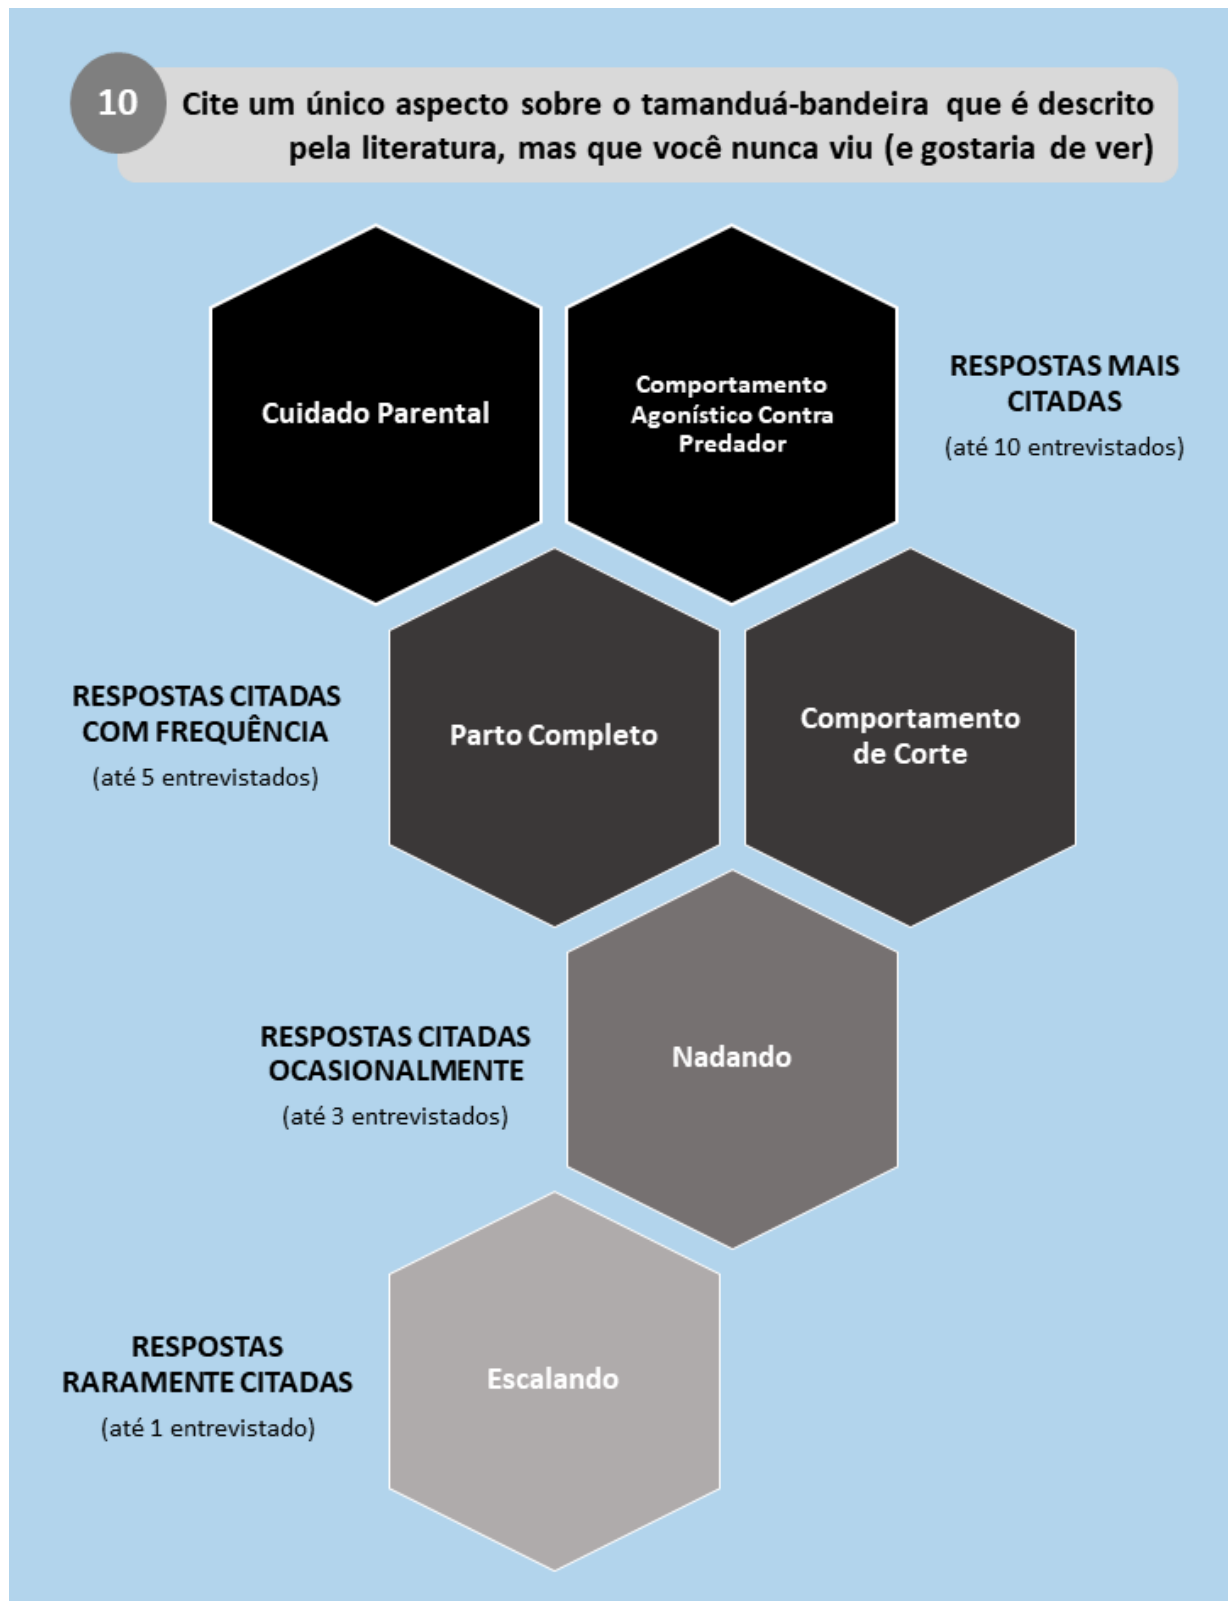 10
Cite um único aspecto sobre o tamanduá-bandeira que é descrito
pela literatura, mas que você nunca viu (e gostaria de ver)
Cuidado Parental
Comportamento
Agonístico Contra
Predador
RESPOSTAS MAIS
CITADAS
(até 10 entrevistados)
RESPOSTAS CITADAS
COM FREQUÊNCIA
(até 5 entrevistados)
Parto Completo
Comportamento
de Corte
RESPOSTAS CITADAS
OCASIONALMENTE
(até 3 entrevistados)
Nadando
RESPOSTAS
RARAMENTE CITADAS
(até 1 entrevistado)
Escalando